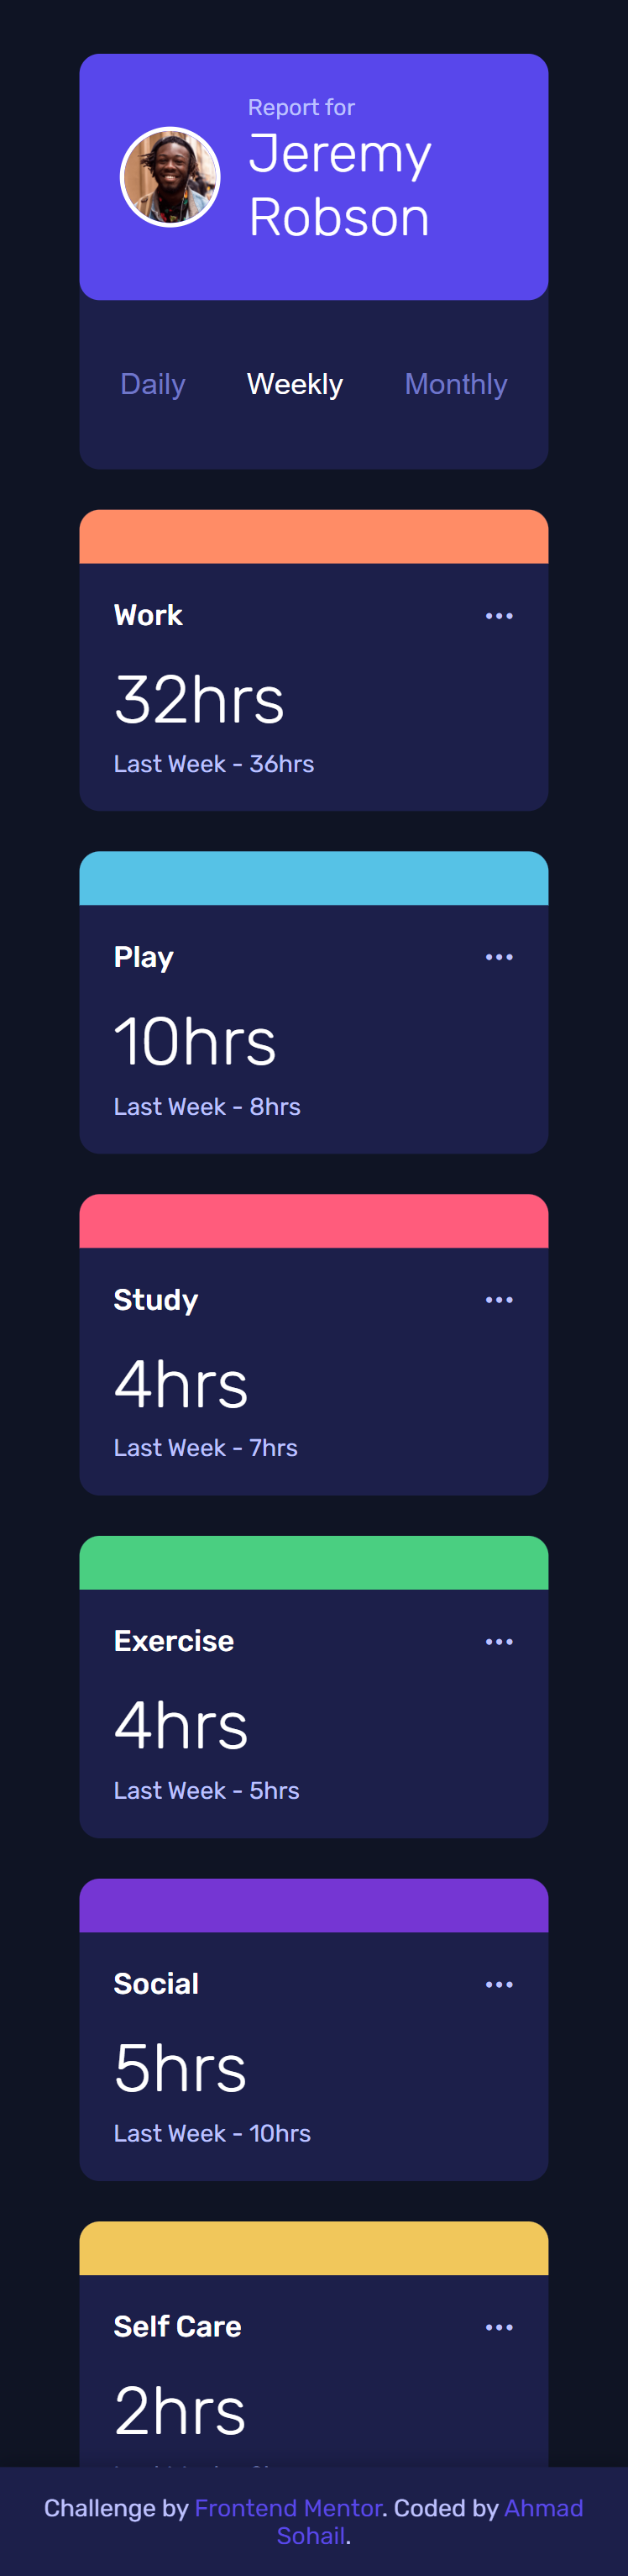 Report for
Jeremy
Robson
Daily Weekly Monthly
Work
32hrs
Last Week - 36hrs
Play
10hrs
Last Week - 8hrs
Study
4hrs
Last Week - 7hrs
Exercise
4hrs
Last Week - 5hrs
Social
5hrs
Last Week - 10hrs
Self Care
2hrs
Challenge by Frontend Mentor. Coded by Ahmad
Sohail.